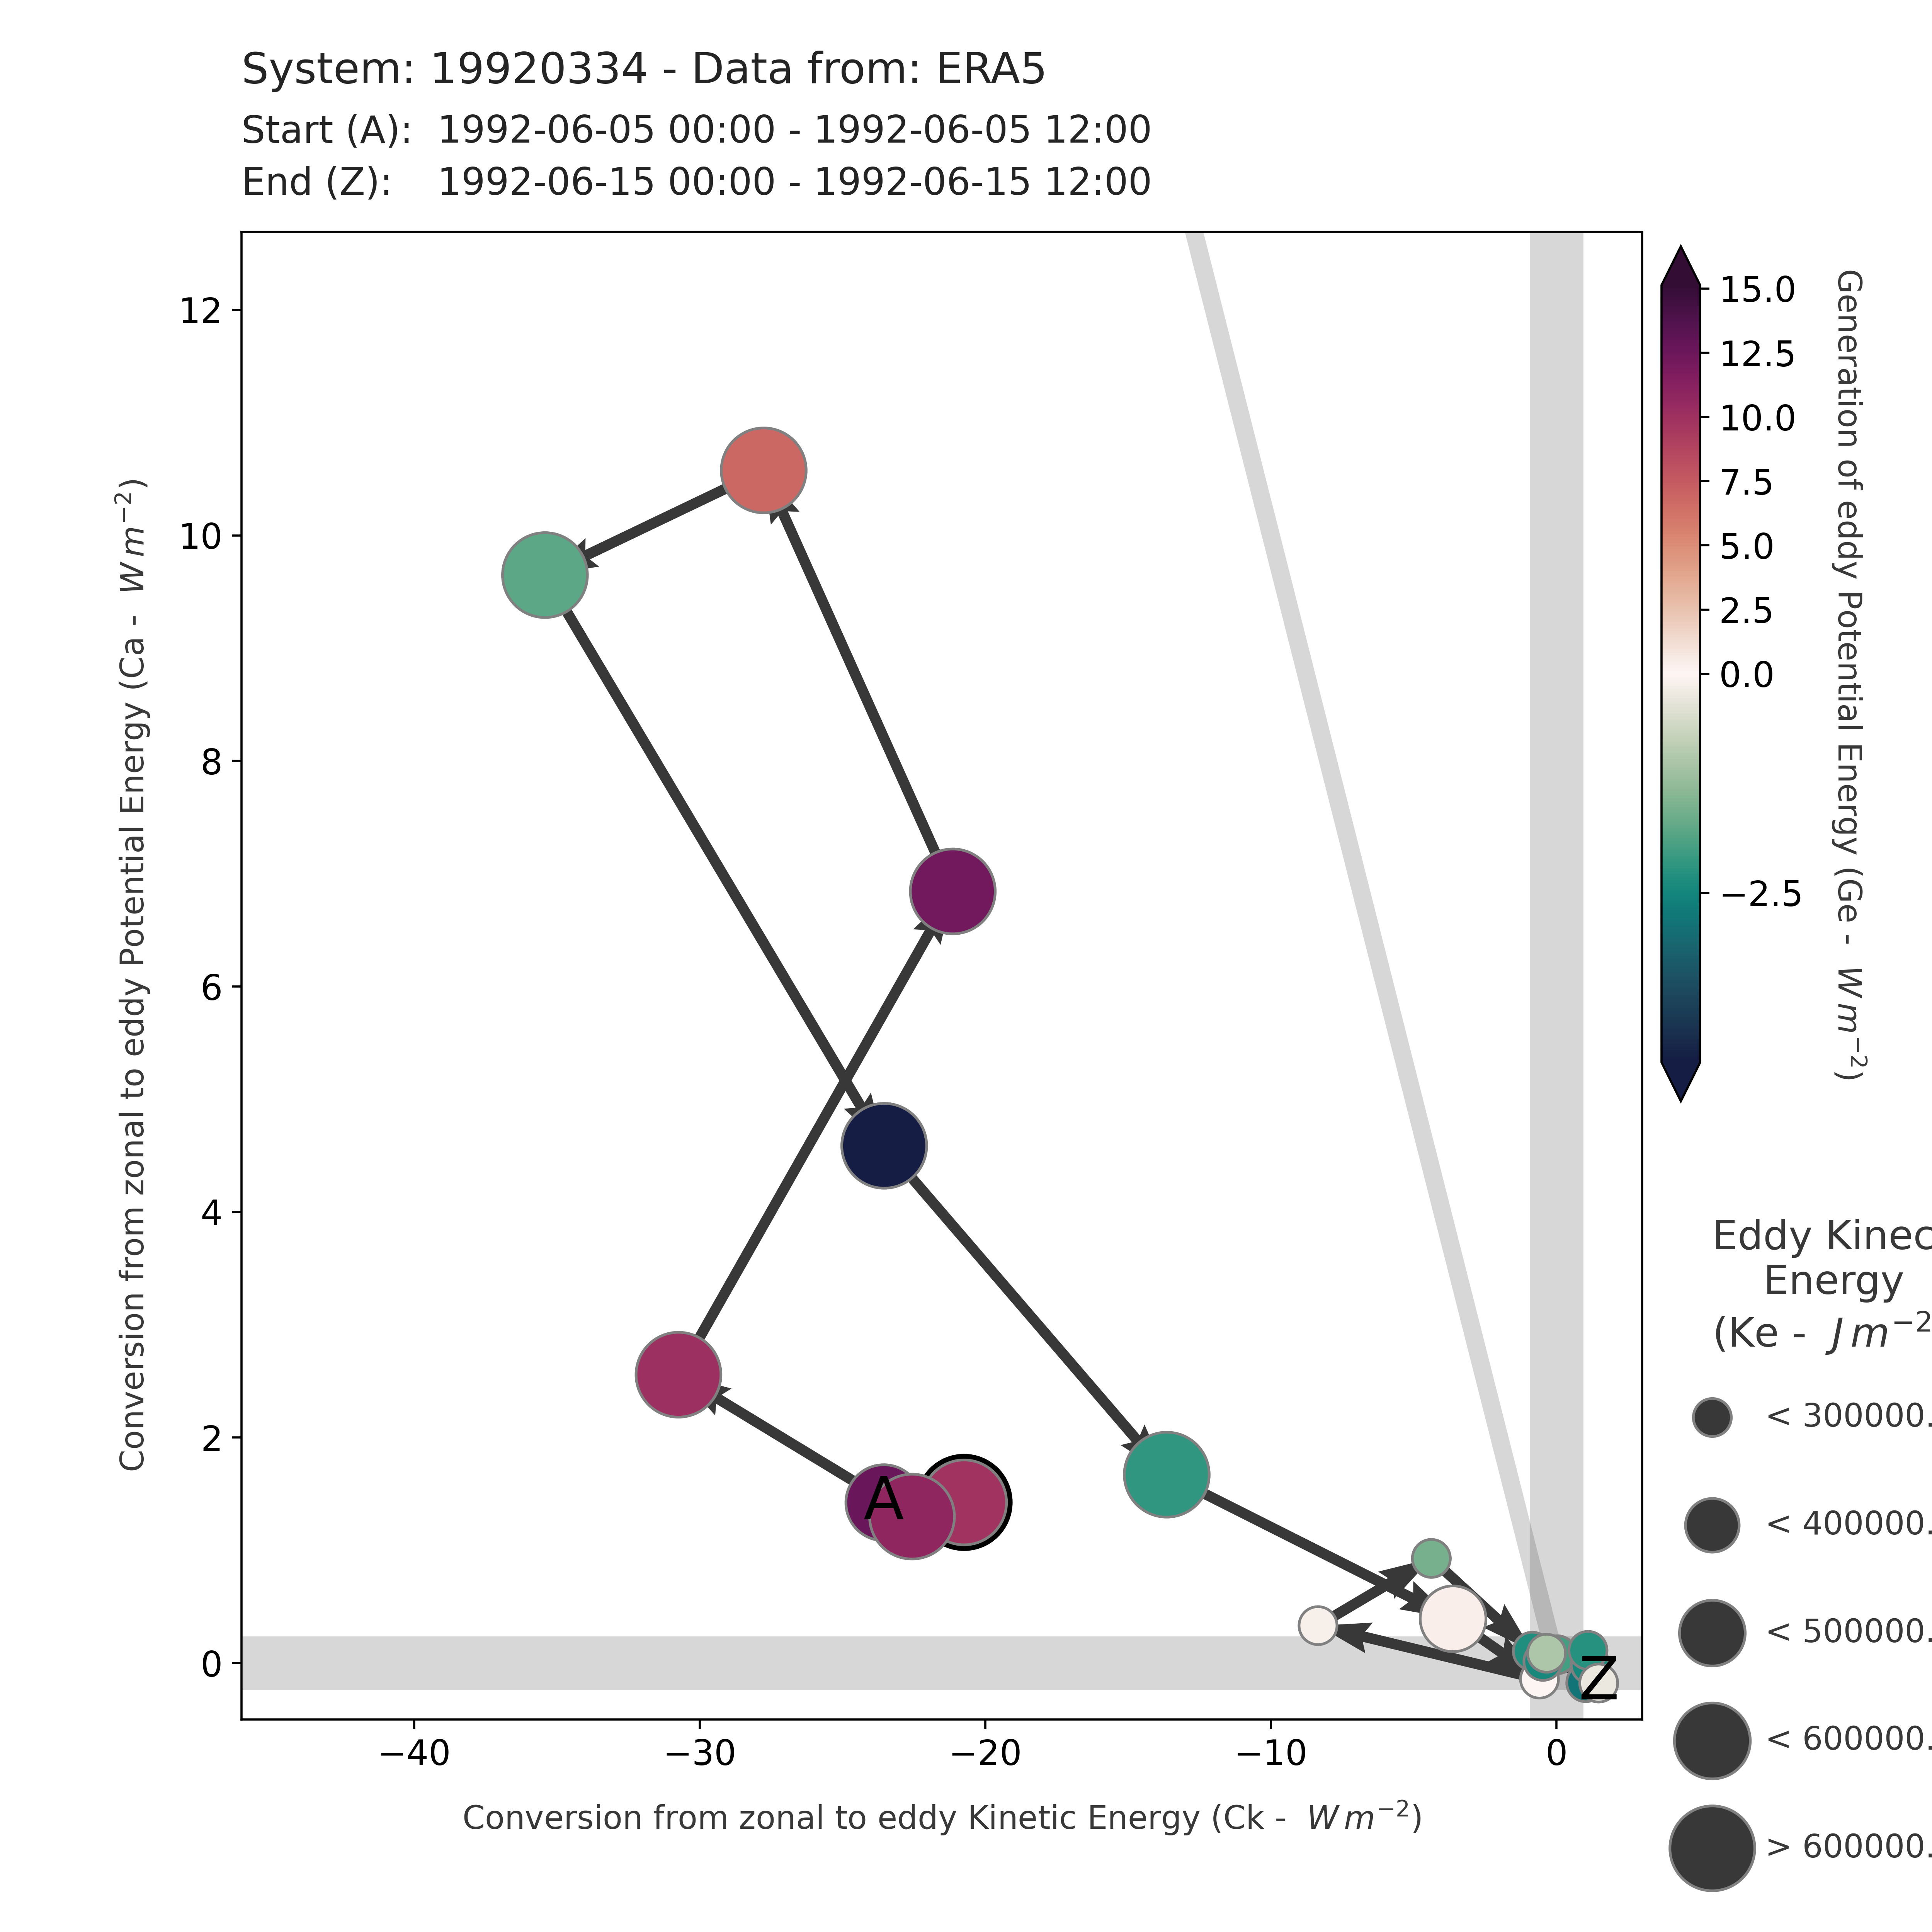 System: 19920334 - Data from: ERA5
Start (A): 1992-06-05 00:00 - 1992-06-05 12:00
End (Z): 1992-06-15 00:00 - 1992-06-15 12:00
Conversion from zonal to eddy Potential Energy (Ca - W m⁻²)
12
10
8
6
4
2
0
A
Z
−40
−30
−20
−10
0
Conversion from zonal to eddy Kinetic Energy (Ck - W m⁻²)
15.0
12.5
10.0
7.5
5.0
2.5
0.0
−2.5
Generation of eddy Potential Energy (Ge - W m⁻²)
Eddy Kinec
Energy
(Ke - J m⁻²
< 300000.
< 400000.
< 500000.
< 600000.
> 600000.